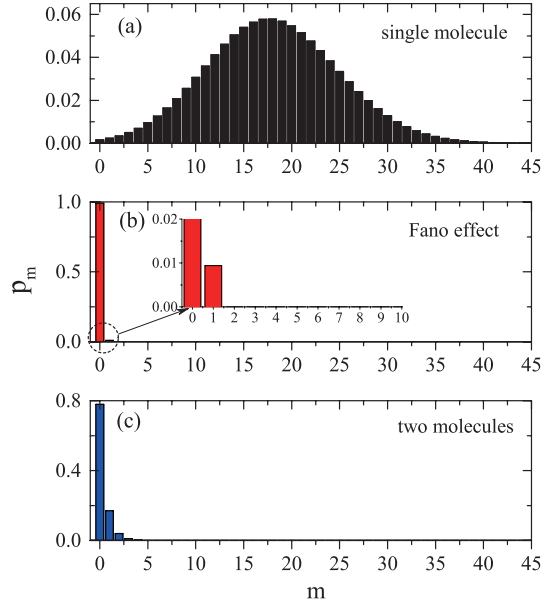 0.06
(a)
single molecule
0.04
0.02
0.00
0 5 10 15 20 25 30 35 40 45
1.0
(b)
Fano effect
0.02
0.01
0.00
0 1 2 3 4 5 6 7 8 9 10
0.5
0.0
0 5 10 15 20 25 30 35 40 45
p_m
0.8
(c)
two molecules
0.4
0.0
0 5 10 15 20 25 30 35 40 45
m